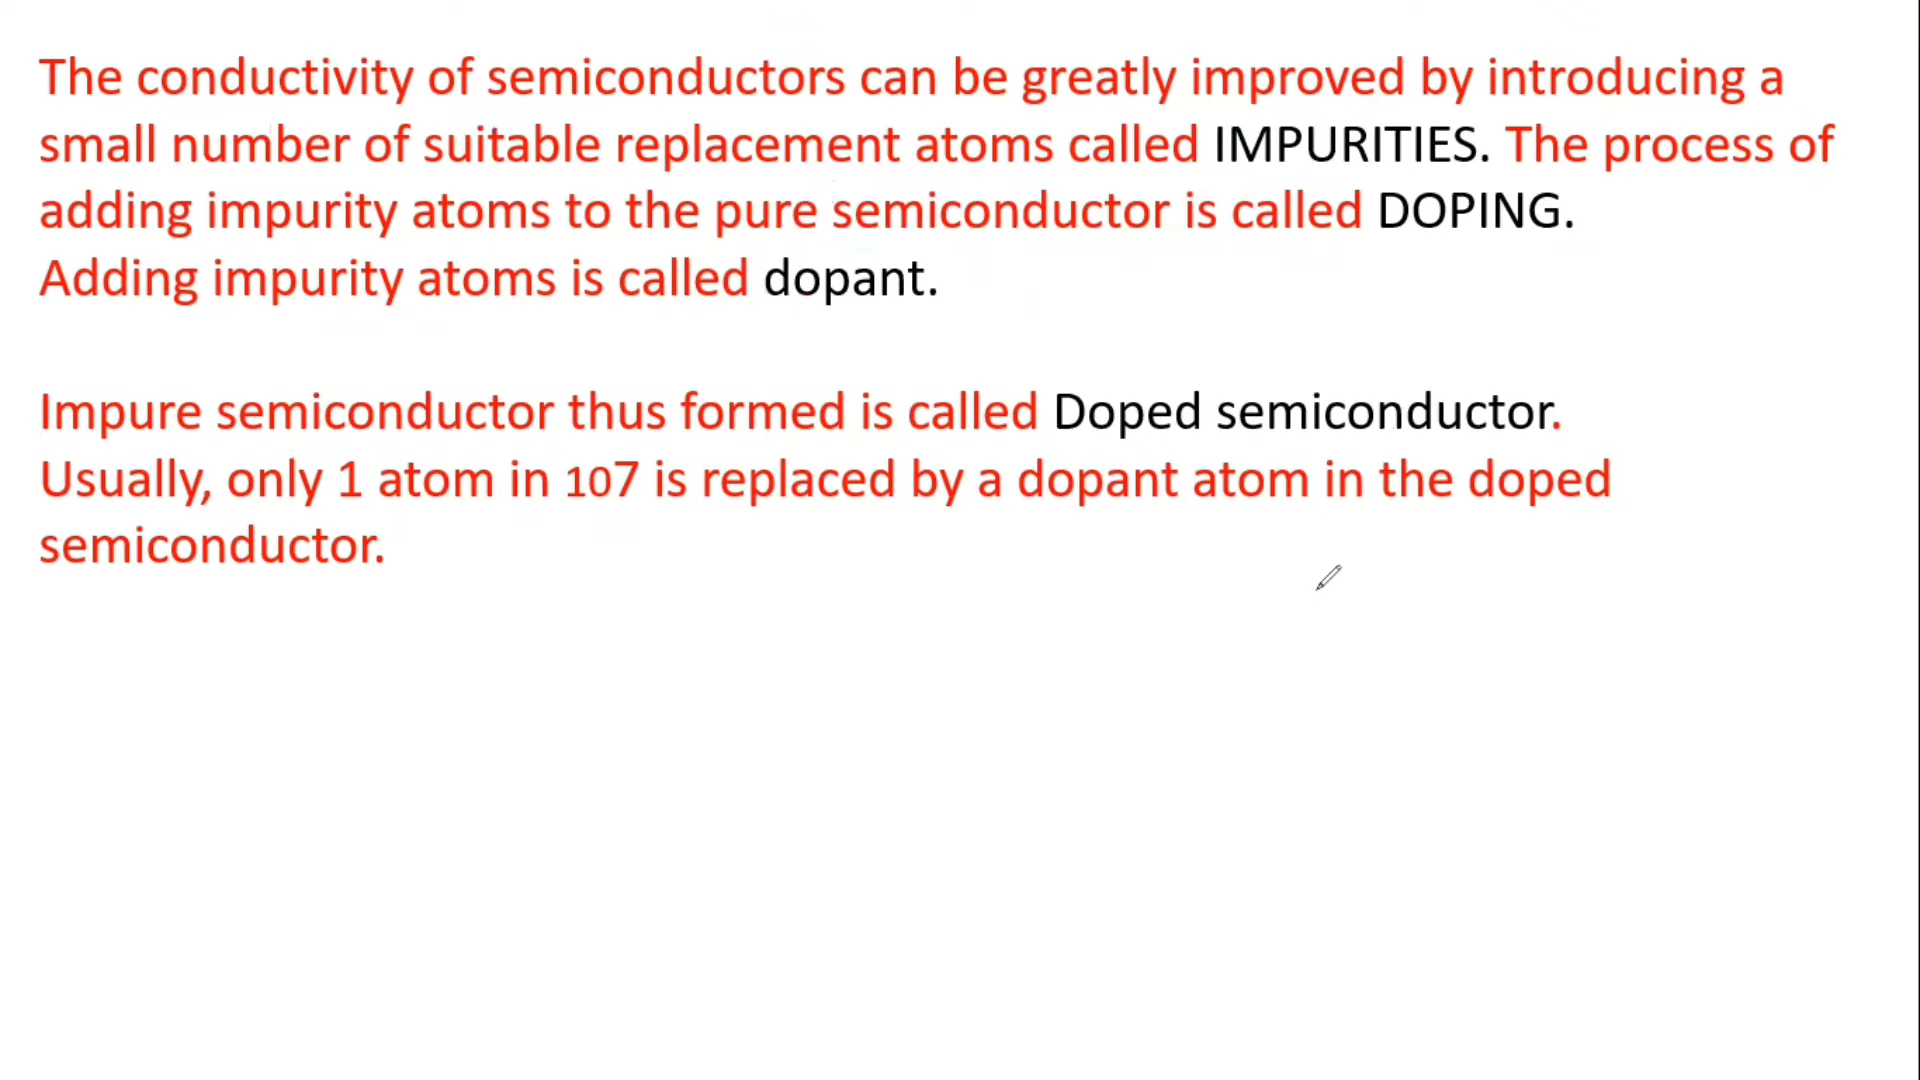 The conductivity of semiconductors can be greatly improved by introducing a
small number of suitable replacement atoms called IMPURITIES. The process of
adding impurity atoms to the pure semiconductor is called DOPING.
Adding impurity atoms is called dopant.
Impure semiconductor thus formed is called Doped semiconductor.
Usually, only 1 atom in 107 is replaced by a dopant atom in the doped
semiconductor.